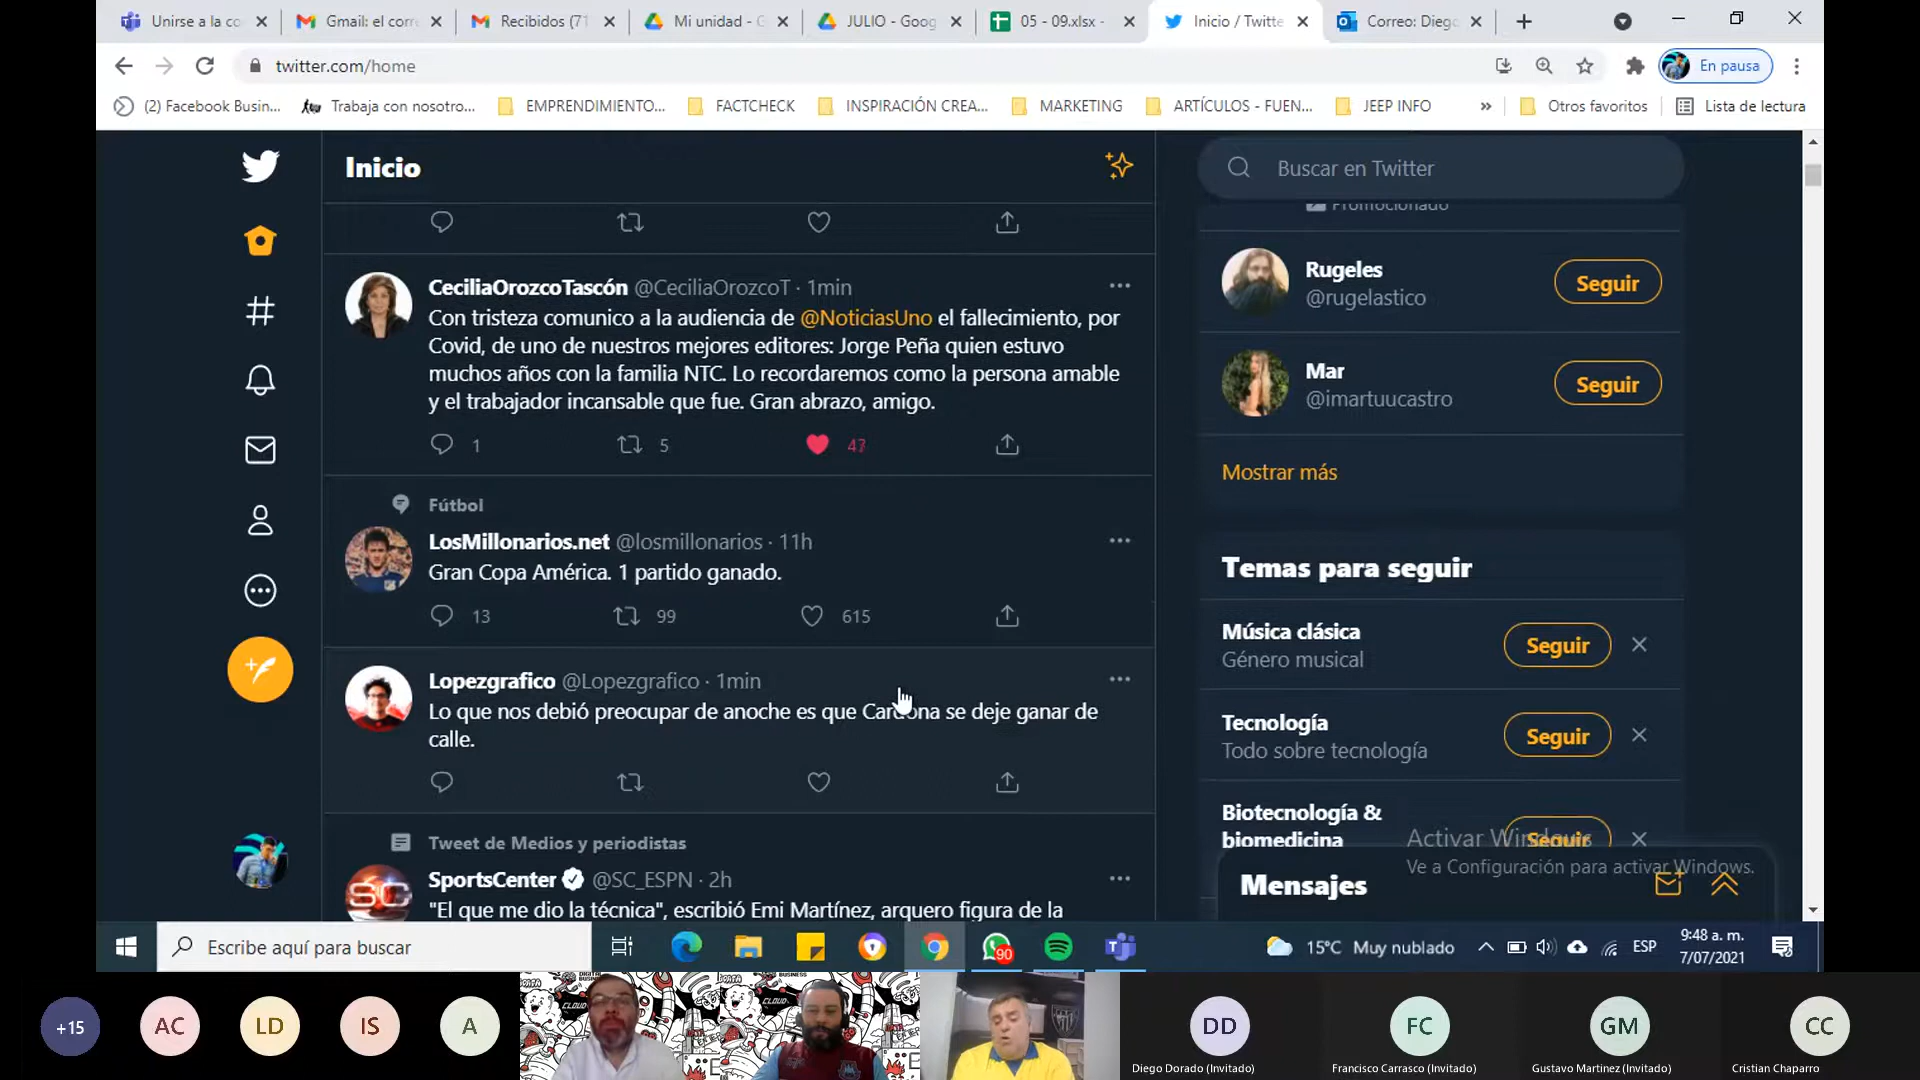 Unirse a la co
Gmail: el corre
Recibidos (71
Mi unidad - G
JULIO - Goog
05 - 09.xlsx -
Inicio / Twitte
Correo: Dieg
twitter.com/home
En pausa
(2) Facebook Busin...
Trabaja con nosotro...
EMPRENDIMIENTO...
FACTCHECK
INSPIRACIÓN CREA...
MARKETING
ARTÍCULOS - FUEN...
JEEP INFO
»
Otros favoritos
Lista de lectura
Inicio
Buscar en Twitter
Promocionado
CeciliaOrozcoTascón @CeciliaOrozcoT · 1min
Con tristeza comunico a la audiencia de @NoticiasUno el fallecimiento, por
Covid, de uno de nuestros mejores editores: Jorge Peña quien estuvo
muchos años con la familia NTC. Lo recordaremos como la persona amable
y el trabajador incansable que fue. Gran abrazo, amigo.
1 5 47
Fútbol
LosMillonarios.net @losmillonarios · 11h
Gran Copa América. 1 partido ganado.
13 99 615
Lopezgrafico @Lopezgrafico · 1min
Lo que nos debió preocupar de anoche es que Cardona se deje ganar de
calle.
Tweet de Medios y periodistas
SC
SportsCenter @SC_ESPN · 2h
"El que me dio la técnica", escribió Emi Martínez, arquero figura de la
Rugeles
@rugelastico
Seguir
Mar
@imartuucastro
Seguir
Mostrar más
Temas para seguir
Música clásica
Género musical
Seguir
Tecnología
Todo sobre tecnología
Seguir
Biotecnología &
biomedicina
Seguir
Activar Windows
Ve a Configuración para activar Windows.
Mensajes
Escribe aquí para buscar
90
15°C Muy nublado
ESP
9:48 a. m.
7/07/2021
+15
AC
LD
IS
A
CLOUD
DD
Diego Dorado (Invitado)
FC
Francisco Carrasco (Invitado)
GM
Gustavo Martinez (Invitado)
CC
Cristian Chaparro